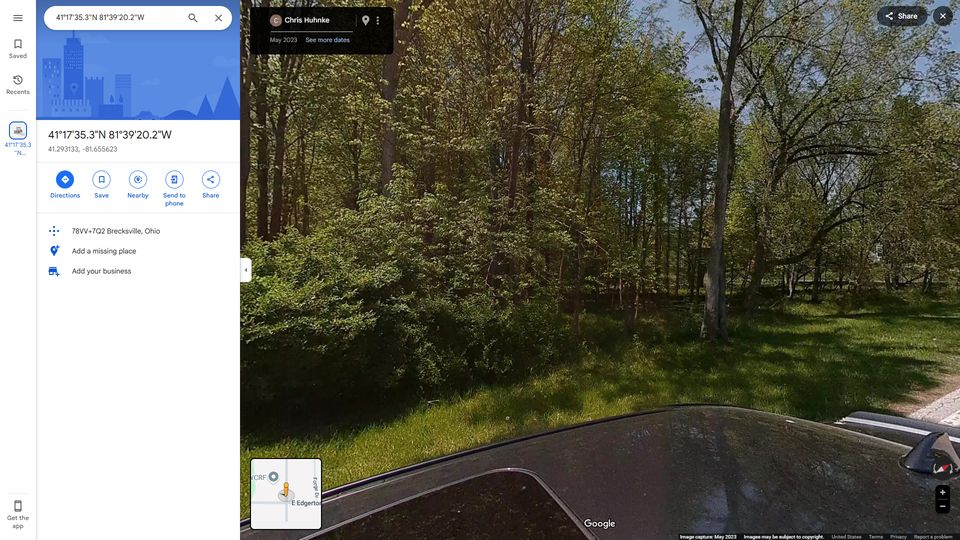 41°17'35.3"N 81°39'20.2"W
Saved
Recents
41°17'35.3
"N...
Get the
app
41°17'35.3"N 81°39'20.2"W
41.293133, -81.655623
Directions
Save
Nearby
Send to
phone
Share
78VV+7Q2 Brecksville, Ohio
Add a missing place
Add your business
C Chris Huhnke
May 2023 See more dates
Share
VCRF
Forge Dr
E Edgerton
Google
Image capture: May 2023 Images may be subject to copyright. United States Terms Privacy Report a problem